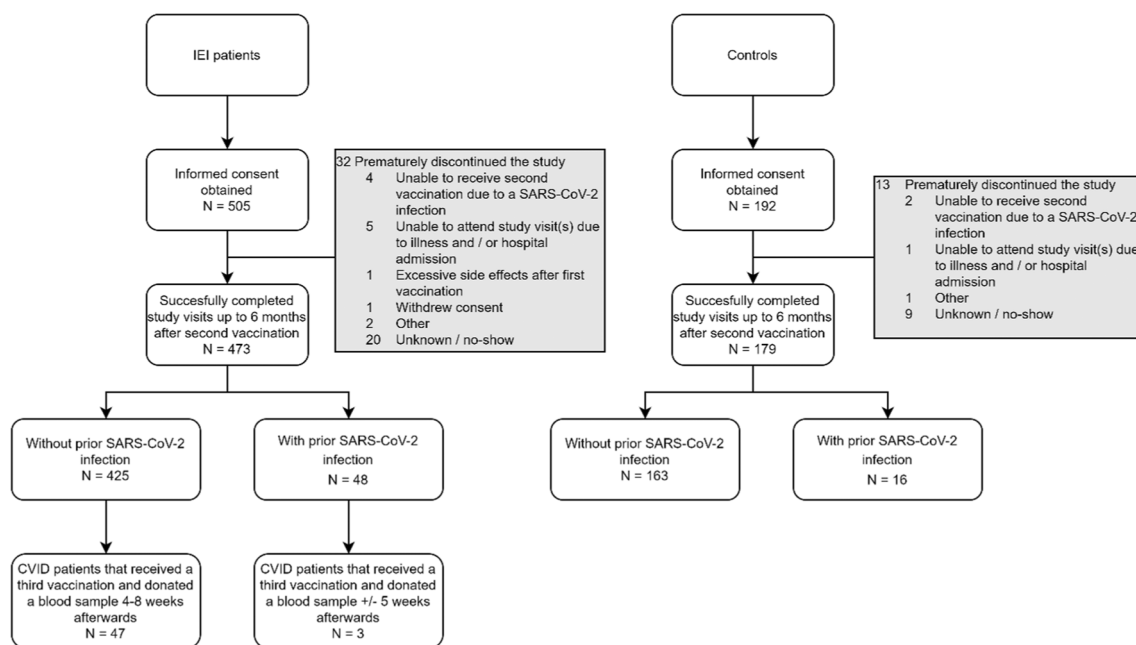 IEI patients
Informed consent
obtained
N = 505
32 Prematurely discontinued the study
4 Unable to receive second
vaccination due to a SARS-CoV-2
infection
5 Unable to attend study visit(s) due
to illness and / or hospital
admission
1 Excessive side effects after first
vaccination
1 Withdrew consent
2 Other
20 Unknown / no-show
Succesfully completed
study visits up to 6 months
after second vaccination
N = 473
Without prior SARS-CoV-2
infection
N = 425
With prior SARS-CoV-2
infection
N = 48
CVID patients that received a
third vaccination and donated
a blood sample 4-8 weeks
afterwards
N = 47
CVID patients that received a
third vaccination and donated
a blood sample +/- 5 weeks
afterwards
N = 3
Controls
Informed consent
obtained
N = 192
13 Prematurely discontinued the study
2 Unable to receive second
vaccination due to a SARS-CoV-2
infection
1 Unable to attend study visit(s) due
to illness and / or hospital
admission
1 Other
9 Unknown / no-show
Succesfully completed
study visits up to 6 months
after second vaccination
N = 179
Without prior SARS-CoV-2
infection
N = 163
With prior SARS-CoV-2
infection
N = 16